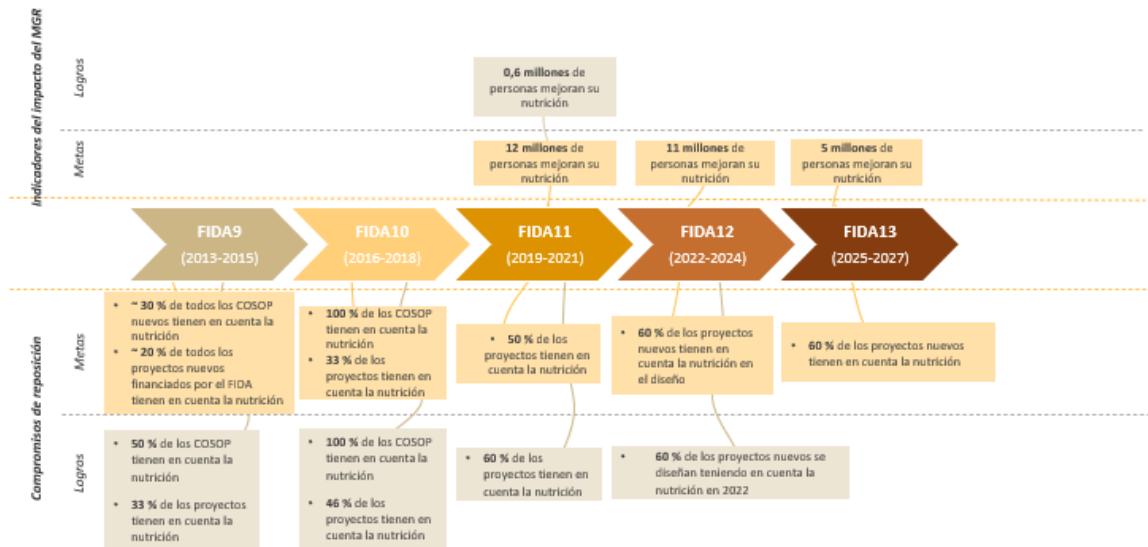 Indicadores del impacto del MGR
Logros
0,6 millones de
personas mejoran su
nutrición
Metas
12 millones de
personas mejoran su
nutrición
11 millones de
personas mejoran su
nutrición
5 millones de
personas mejoran su
nutrición
FIDA9
(2013-2015)
FIDA10
(2016-2018)
FIDA11
(2019-2021)
FIDA12
(2022-2024)
FIDA13
(2025-2027)
Compromisos de reposición
Metas
• ~ 30 % de todos los COSOP
nuevos tienen en cuenta la
nutrición
• ~ 20 % de todos los
proyectos nuevos
financiados por el FIDA
tienen en cuenta la nutrición
• 100 % de los COSOP
tienen en cuenta la
nutrición
• 33 % de los
proyectos tienen en
cuenta la nutrición
• 50 % de los
proyectos tienen en
cuenta la nutrición
• 60 % de los proyectos
nuevos tienen en
cuenta la nutrición en
el diseño
• 60 % de los proyectos nuevos
tienen en cuenta la nutrición
Logros
• 50 % de los COSOP
tienen en cuenta la
nutrición
• 33 % de los proyectos
tienen en cuenta la
nutrición
• 100 % de los COSOP
tienen en cuenta la
nutrición
• 46 % de los
proyectos tienen en
cuenta la nutrición
• 60 % de los
proyectos tienen en
cuenta la nutrición
• 60 % de los proyectos nuevos se
diseñan teniendo en cuenta la
nutrición en 2022